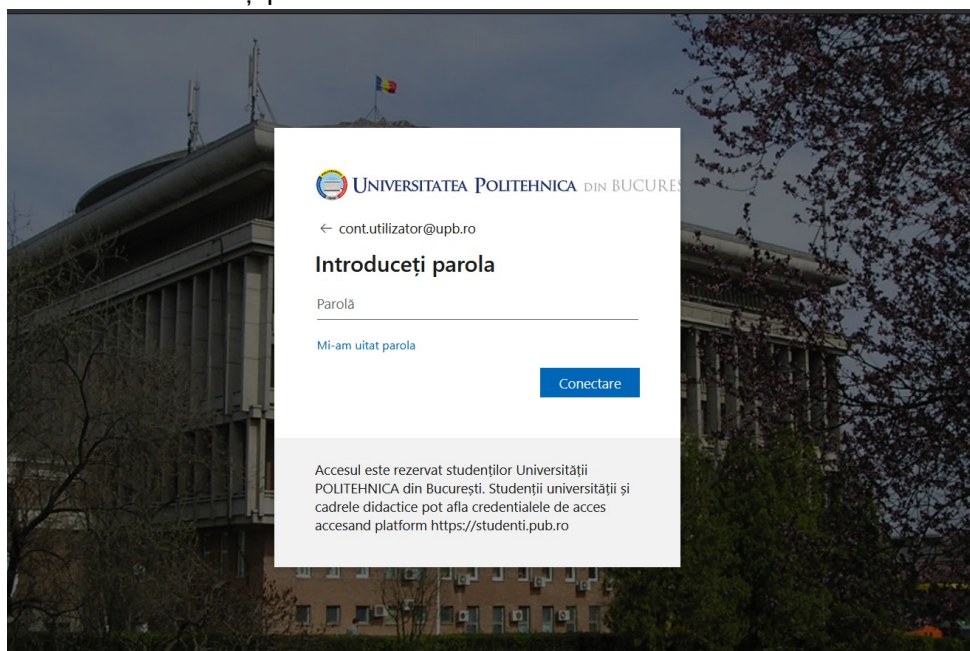 UNIVERSITATEA POLITEHNICA DIN BUCUREȘ
← cont.utilizator@upb.ro
Introduceți parola
Parolă
Mi-am uitat parola
Conectare
Accesul este rezervat studenților Universității
POLITEHNICA din București. Studenții universității și
cadrele didactice pot afla credentialele de acces
accesand platform https://studenti.pub.ro